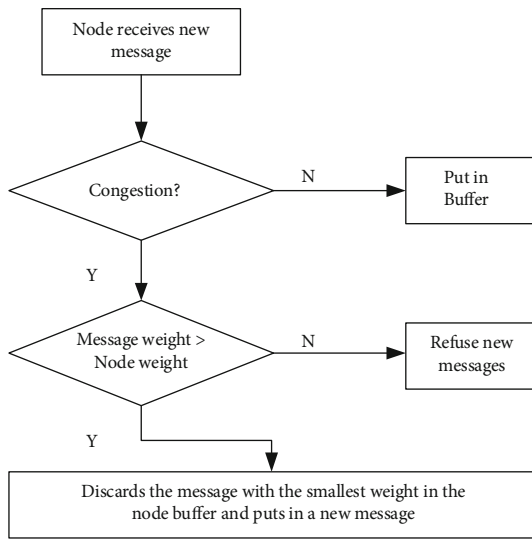 Node receives new
message
Congestion?
N
Put in
Buffer
Y
Message weight >
Node weight
N
Refuse new
messages
Y
Discards the message with the smallest weight in the
node buffer and puts in a new message